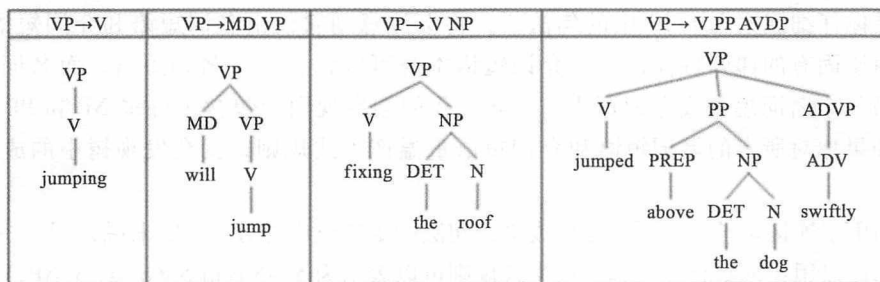 VP→V VP→MD VP VP→ V NP VP→ V PP AVDP
VP VP VP VP
V MD VP V NP V PP ADVP
jumping will V fixing DET N jumped PREP NP ADV
jump the roof above DET N swiftly
the dog